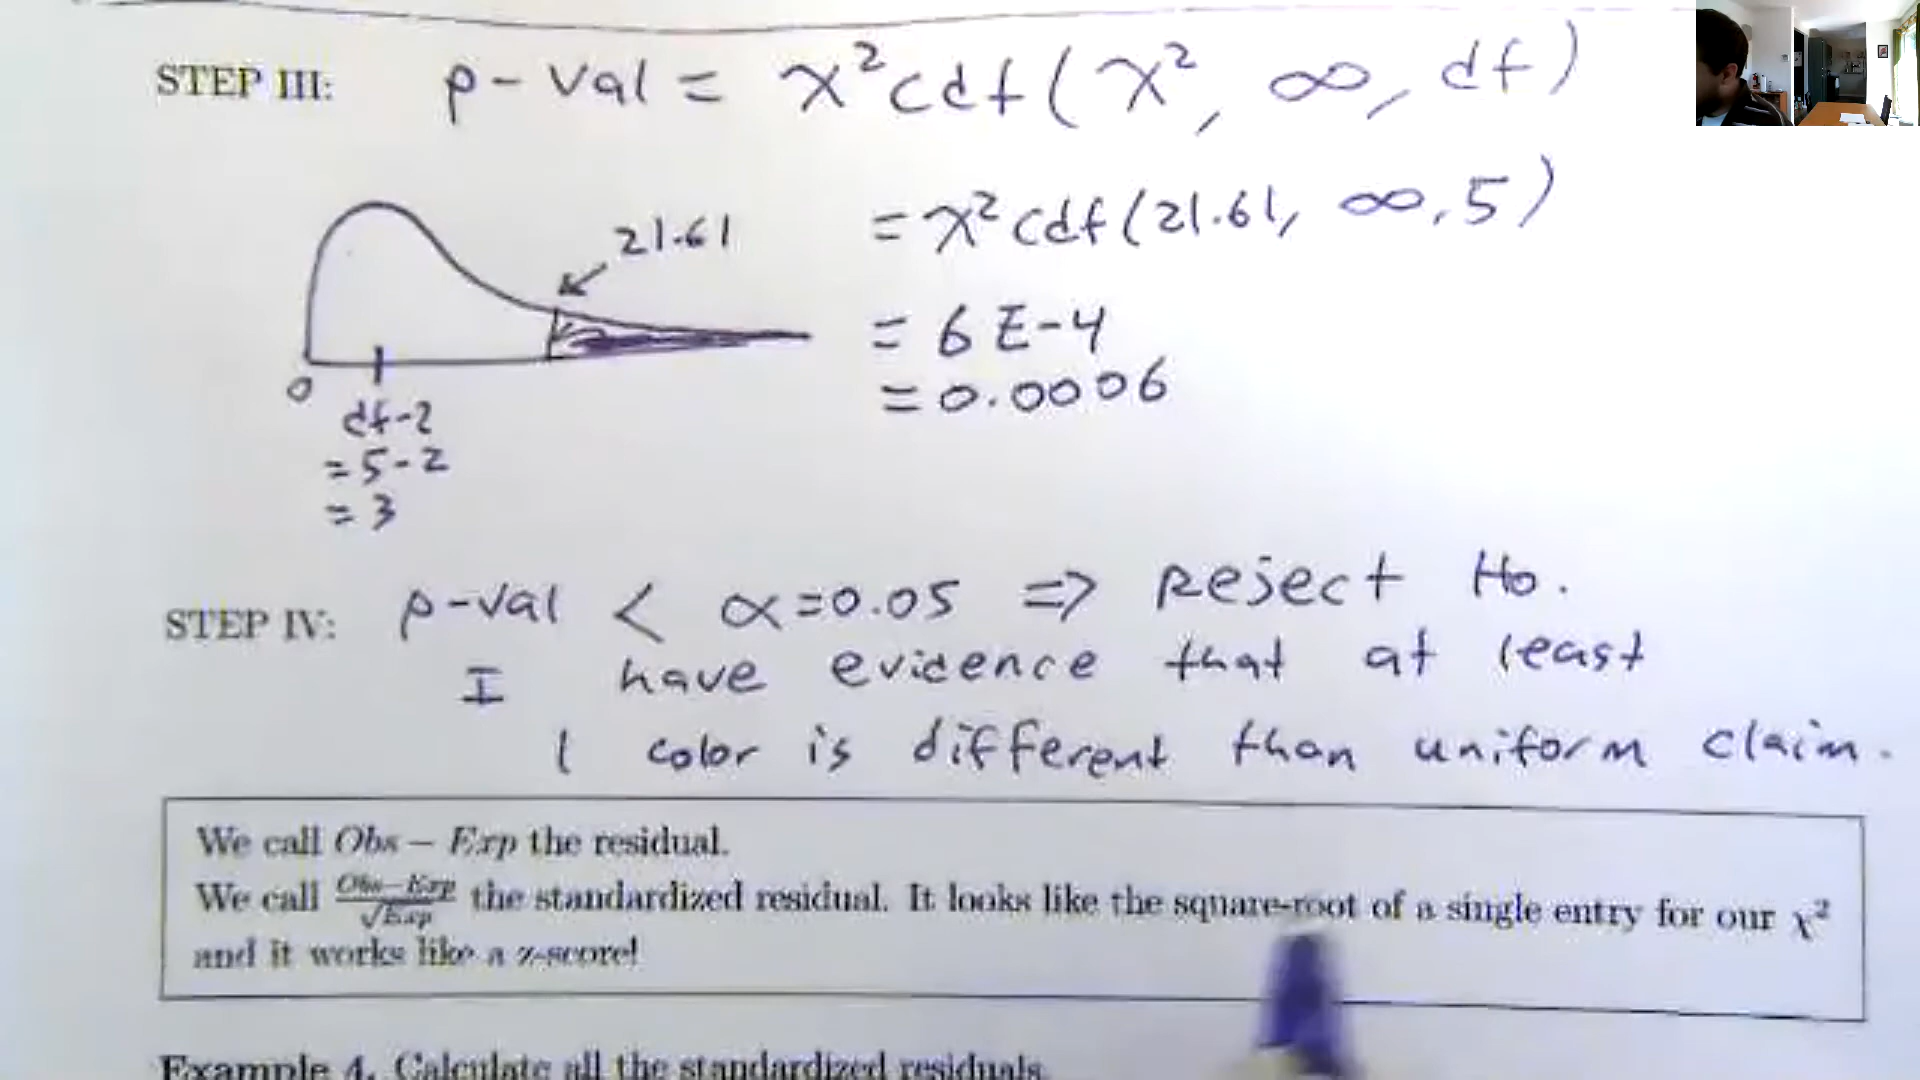 STEP III: p-val = χ²cdf(χ², ∞, df)
21.61
= χ²cdf(21.61, ∞, 5)
= 6E-4
= 0.0006
0
df-2
= 5-2
= 3
STEP IV: p-val < α=0.05 ⇒ Reject Ho.
I have evidence that at least
1 color is different than uniform claim.
We call Obs − Exp the residual.
We call (Obs−Exp)/√Exp the standardized residual. It looks like the square-root of a single entry for our χ²
and it works like a z-score!
Example 4. Calculate all the standardized residuals.